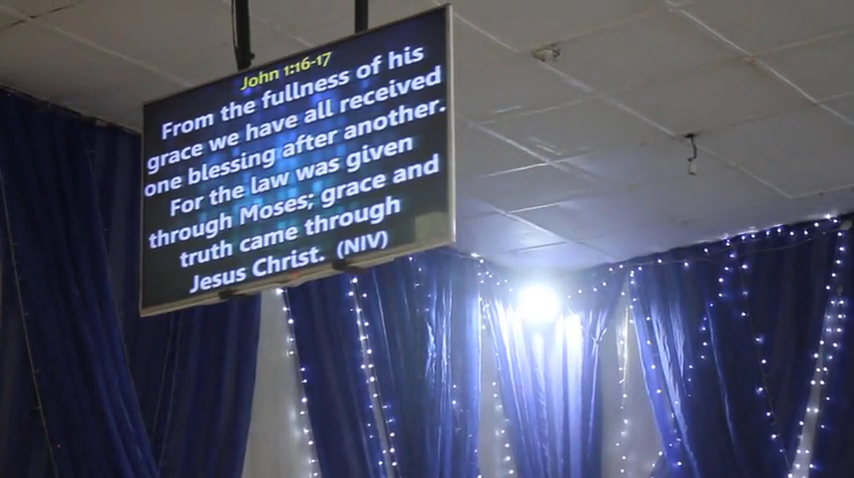 John 1:16-17
From the fullness of his
grace we have all received
one blessing after another.
For the law was given
through Moses; grace and
truth came through
Jesus Christ. (NIV)